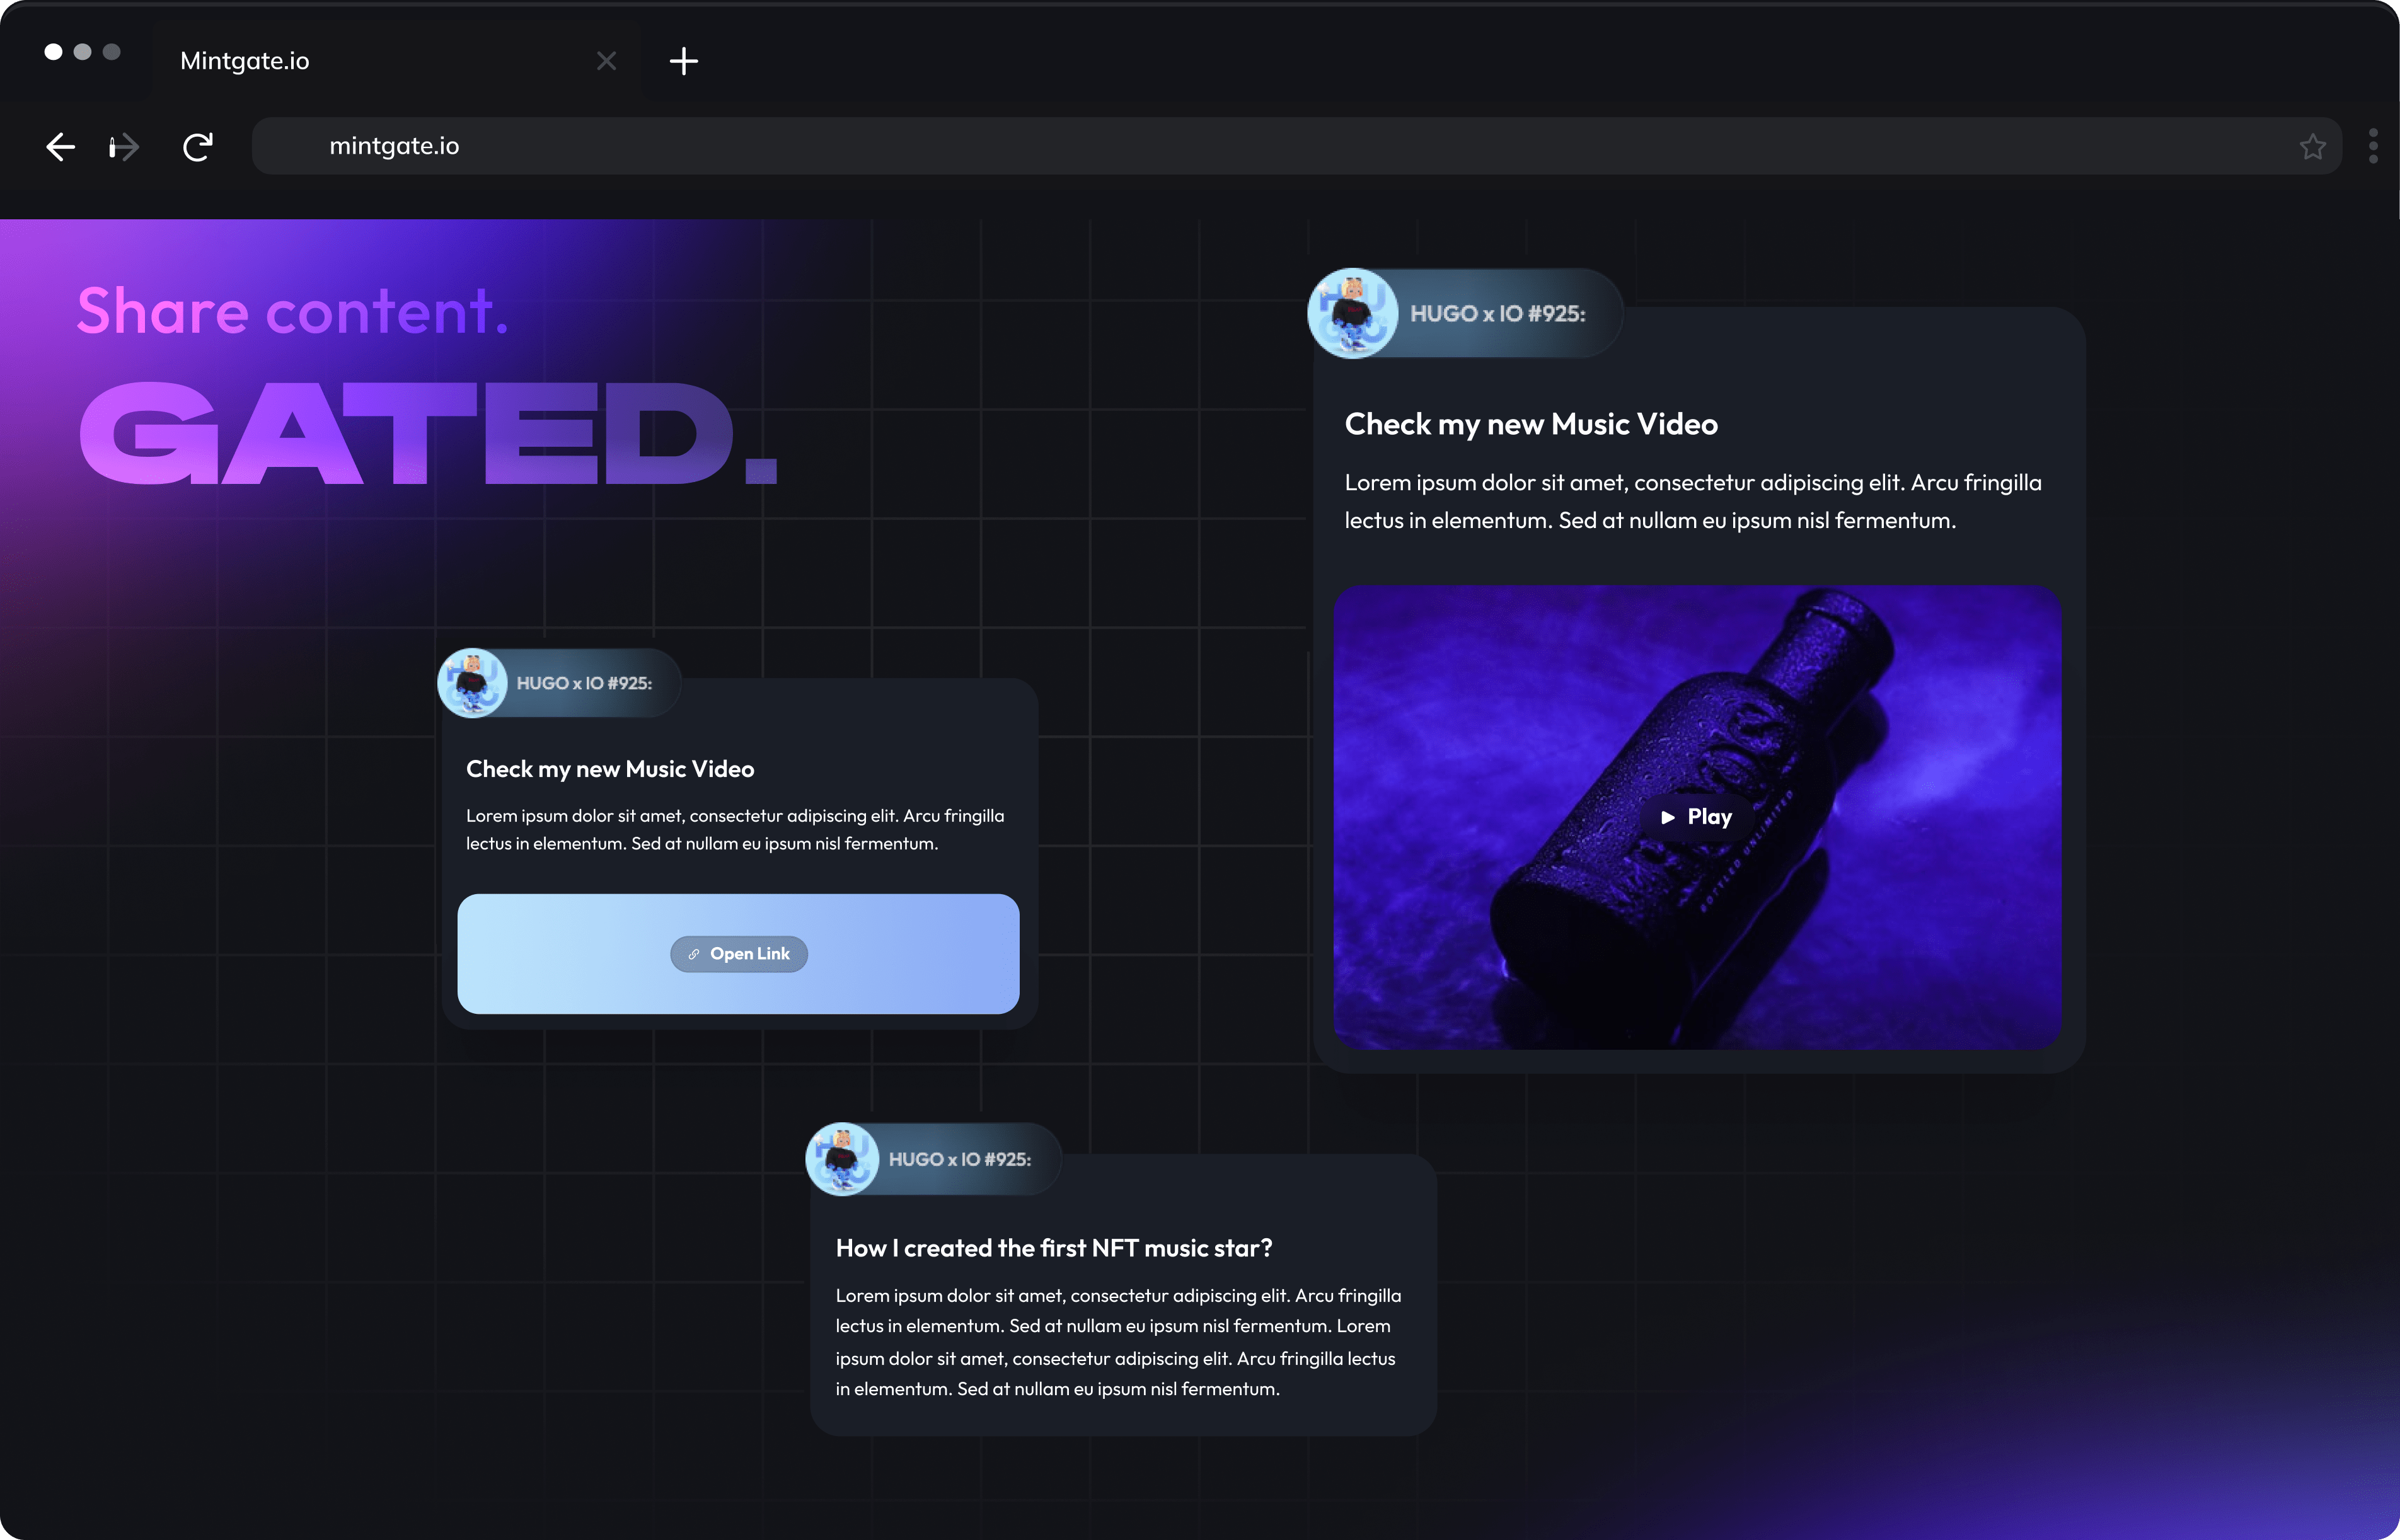 Mintgate.io
mintgate.io
Share content.
GATED.
HUGO x IO #925:
Check my new Music Video
Lorem ipsum dolor sit amet, consectetur adipiscing elit. Arcu fringilla
lectus in elementum. Sed at nullam eu ipsum nisl fermentum.
Open Link
HUGO x IO #925:
Check my new Music Video
Lorem ipsum dolor sit amet, consectetur adipiscing elit. Arcu fringilla
lectus in elementum. Sed at nullam eu ipsum nisl fermentum.
Play
BOTTLED UNLIMITED
HUGO x IO #925:
How I created the first NFT music star?
Lorem ipsum dolor sit amet, consectetur adipiscing elit. Arcu fringilla
lectus in elementum. Sed at nullam eu ipsum nisl fermentum. Lorem
ipsum dolor sit amet, consectetur adipiscing elit. Arcu fringilla lectus
in elementum. Sed at nullam eu ipsum nisl fermentum.